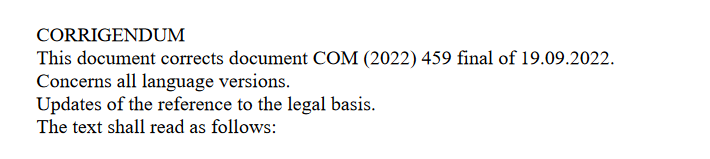 CORRIGENDUM
This document corrects document COM (2022) 459 final of 19.09.2022.
Concerns all language versions.
Updates of the reference to the legal basis.
The text shall read as follows: